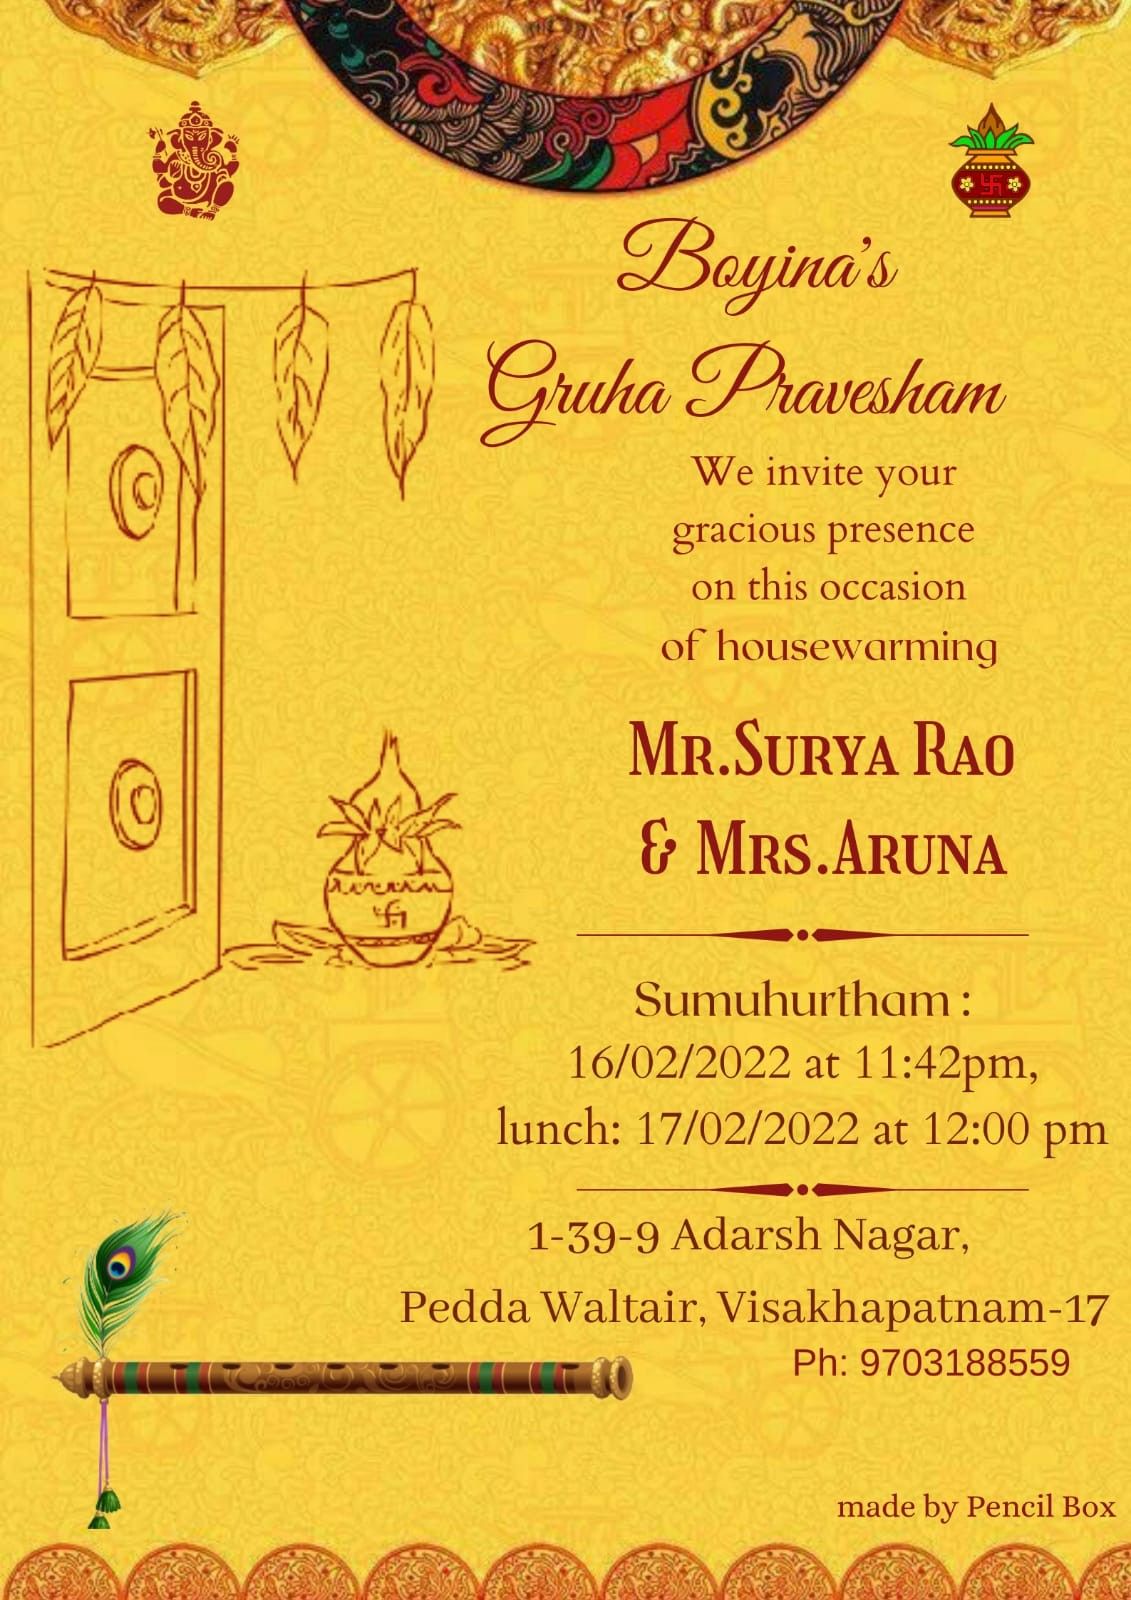 Boyina's
Gruha Pravesham
We invite your
gracious presence
on this occasion
of housewarming
Mr.Surya Rao
& Mrs.Aruna
Sumuhurtham :
16/02/2022 at 11:42pm,
lunch: 17/02/2022 at 12:00 pm
1-39-9 Adarsh Nagar,
Pedda Waltair, Visakhapatnam-17
Ph: 9703188559
made by Pencil Box